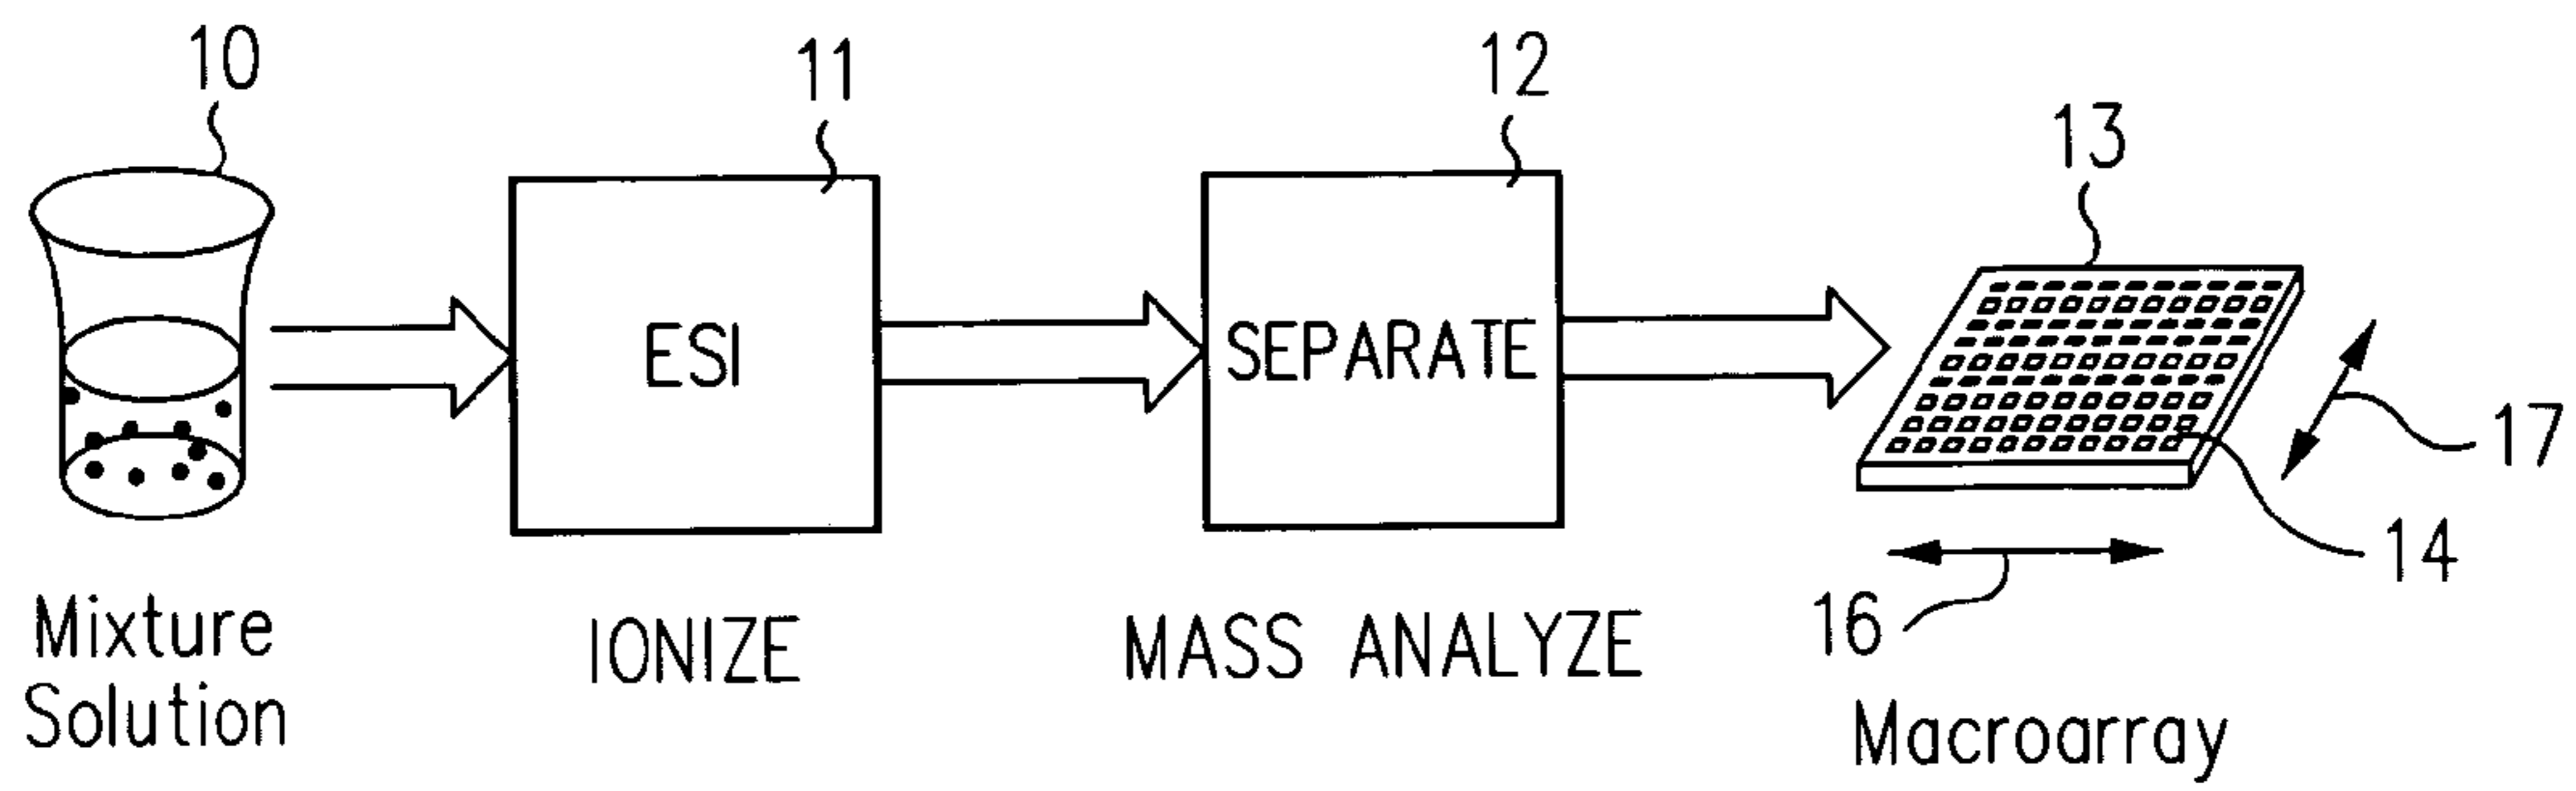 10
11
12
13
ESI
SEPARATE
17
14
16
Mixture
Solution
IONIZE
MASS ANALYZE
Macroarray